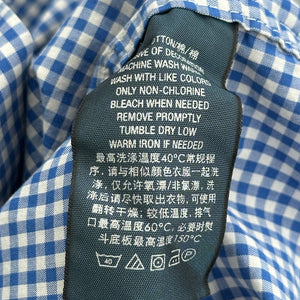 COTTON/棉/棉
MACHINE WASH WARM
WASH WITH LIKE COLORS
ONLY NON-CHLORINE
BLEACH WHEN NEEDED
REMOVE PROMPTLY
TUMBLE DRY LOW
WARM IRON IF NEEDED
最高洗涤温度40°C常规程
序，请与相似颜色衣服一起洗
涤，仅允许氧漂/非氯漂，洗
涤后请尽快取出衣物，可使用
翻转干燥，较低温度，排气
口最高温度60°C，必要时熨
斗底板最高温度150°C
40